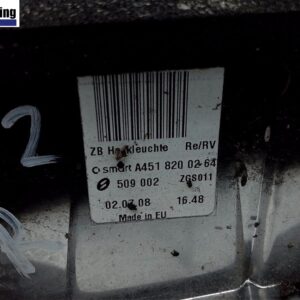 ing
2
ZB Heckleuchte Re/RV
smart A451 820 02 64
509 002 ZGS011
02.07.08 16.48
Made in EU